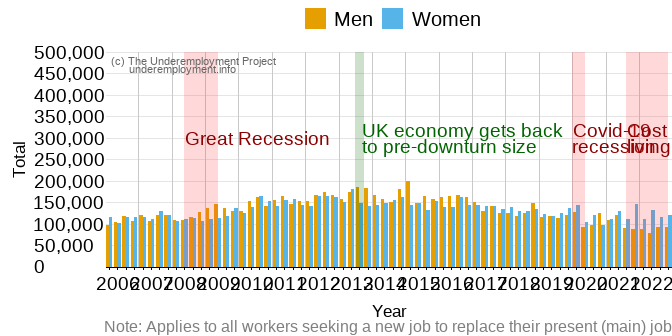 Men Women
500,000
450,000
400,000
350,000
300,000
250,000
200,000
150,000
100,000
50,000
0
Total
(c) The Underemployment Project
underemployment.info
Great Recession
UK economy gets back
to pre-downturn size
Covid-19
recession
Cost
living
2006 2007 2008 2009 2010 2011 2012 2013 2014 2015 2016 2017 2018 2019 2020 2021 2022
Year
Note: Applies to all workers seeking a new job to replace their present (main) job